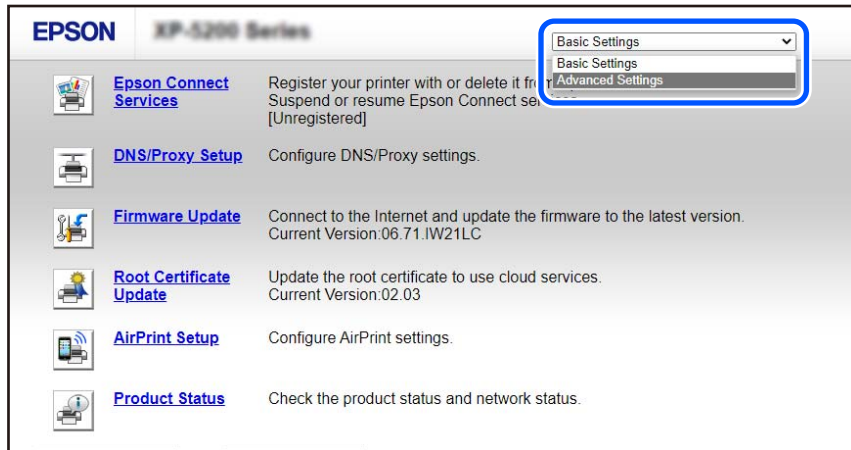 EPSON XP-5200 Series
Basic Settings
Basic Settings
Advanced Settings
Epson Connect Services
Register your printer with or delete it from
Suspend or resume Epson Connect
[Unregistered]
DNS/Proxy Setup
Configure DNS/Proxy settings.
Firmware Update
Connect to the Internet and update the firmware to the latest version.
Current Version:06.71.IW21LC
Root Certificate
Update
Update the root certificate to use cloud services.
Current Version:02.03
AirPrint Setup
Configure AirPrint settings.
Product Status
Check the product status and network status.